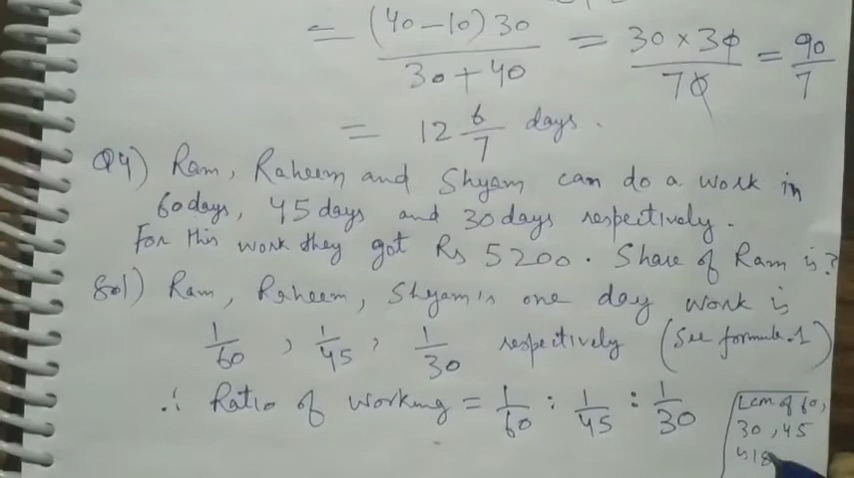 = (40-10) 30 / 30+40 = 30 × 30 / 70 = 90 / 7
= 12 6/7 days.
Q4) Ram, Raheem and Shyam can do a work in
60 days, 45 days and 30 days respectively.
For this work they got Rs 5200. Share of Ram is?
Sol) Ram, Raheem, Shyam's one day work is
1/60, 1/45, 1/30 respectively (See formula.1)
∴ Ratio of working = 1/60 : 1/45 : 1/30
LCM of 60,
30, 45
is 18